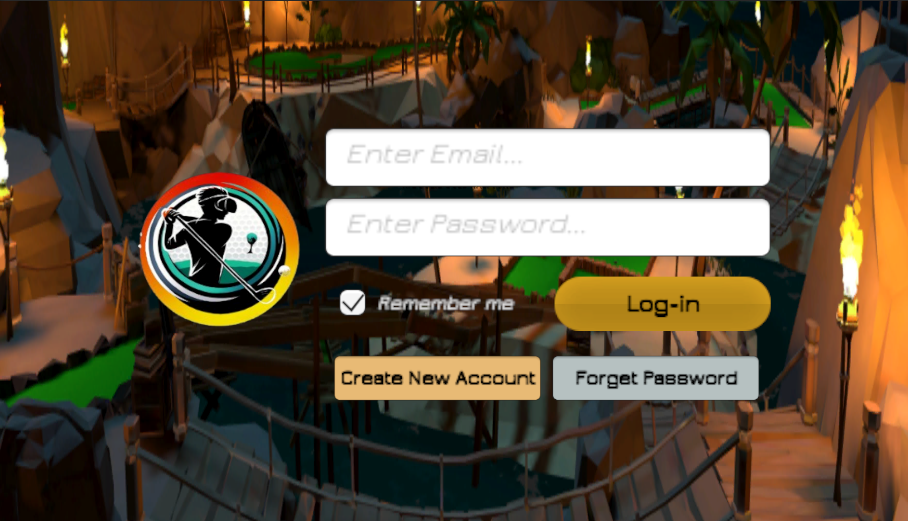 Enter Email...
Enter Password...
Remember me
Log-in
Create New Account
Forget Password